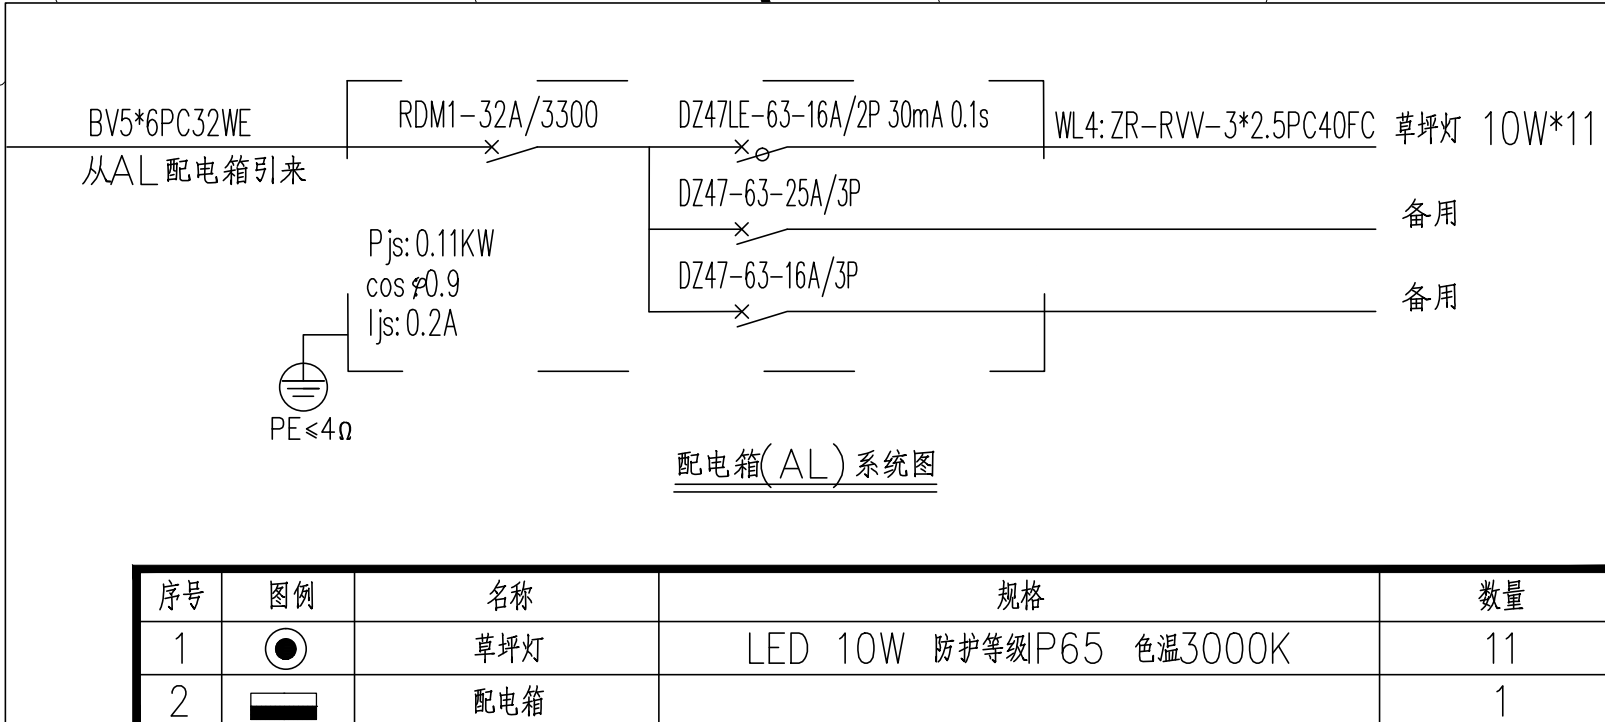 BV5*6PC32WE
从AL配电箱引来
RDM1-32A/3300
DZ47LE-63-16A/2P 30mA 0.1s
WL4: ZR-RVV-3*2.5PC40FC 草坪灯 10W*11
DZ47-63-25A/3P
备用
DZ47-63-16A/3P
备用
Pjs: 0.11KW
cosφ0.9
Ijs: 0.2A
PE≤4Ω
配电箱(AL)系统图
序号 图例 名称 规格 数量
1 草坪灯 LED 10W 防护等级IP65 色温3000K 11
2 配电箱 1